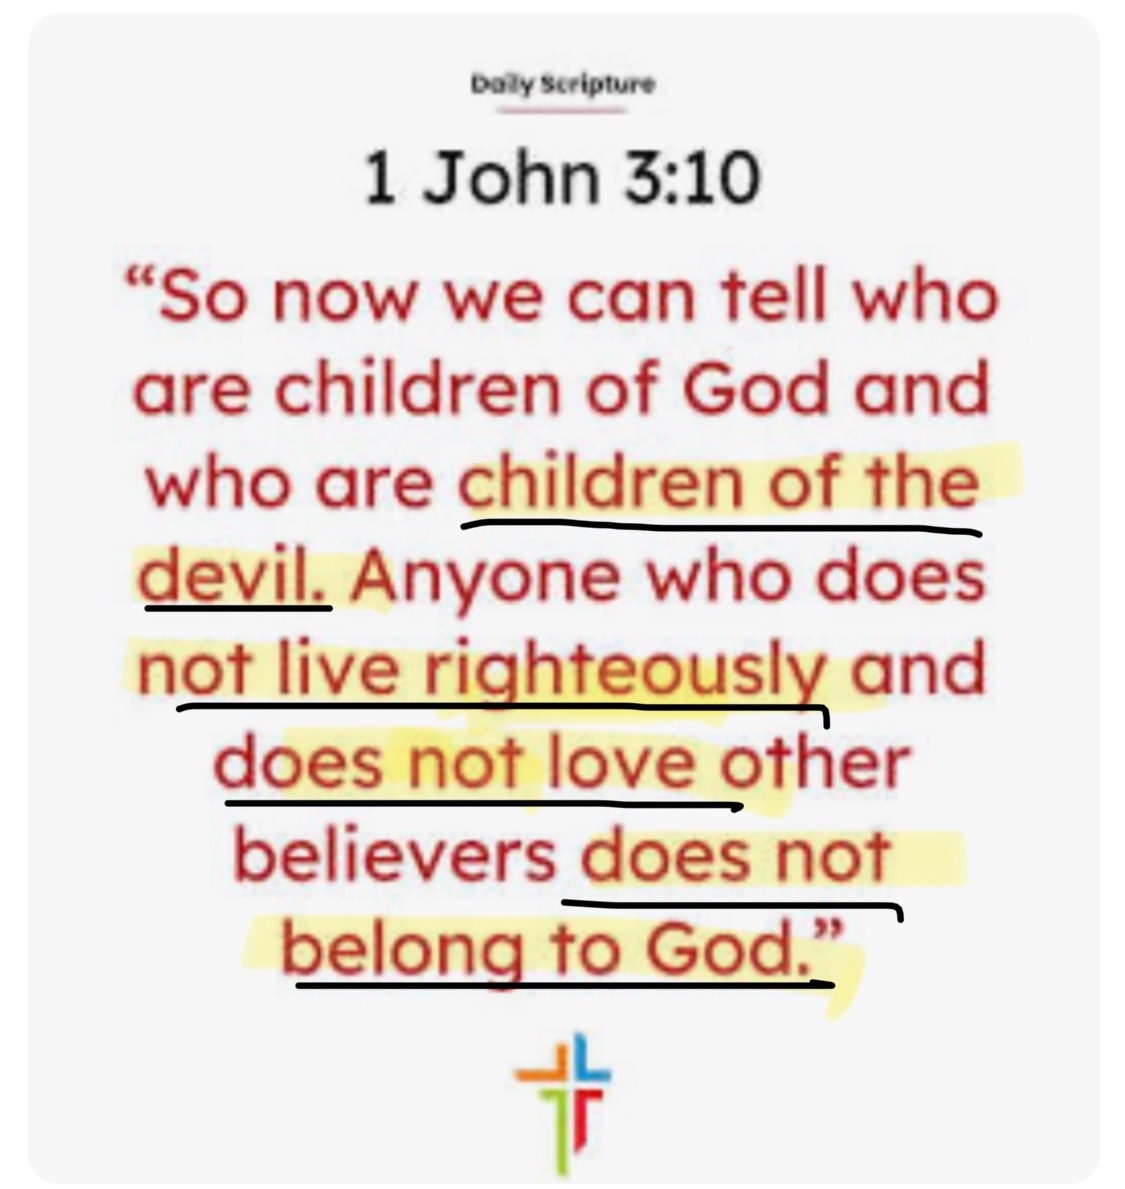 Daily Scripture
1 John 3:10
“So now we can tell who
are children of God and
who are children of the
devil. Anyone who does
not live righteously and
does not love other
believers does not
belong to God.”